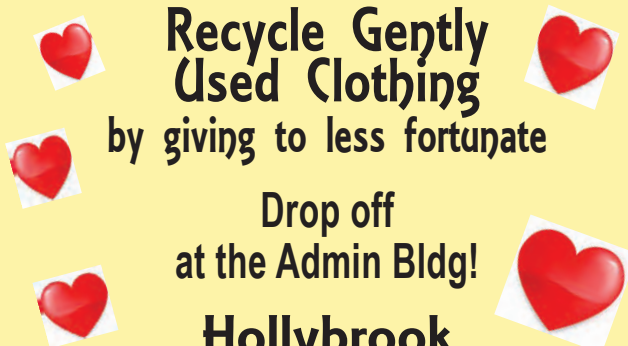 Recycle Gently
Used Clothing
by giving to less fortunate
Drop off
at the Admin Bldg!
Hollybrook